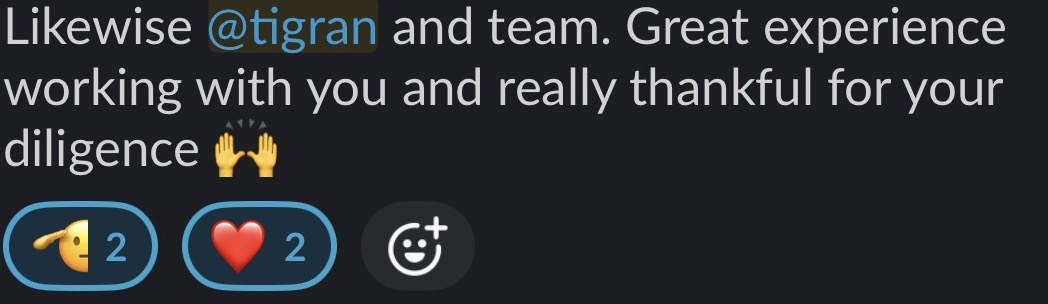 Likewise @tigran and team. Great experience
working with you and really thankful for your
diligence 🙌
2 2